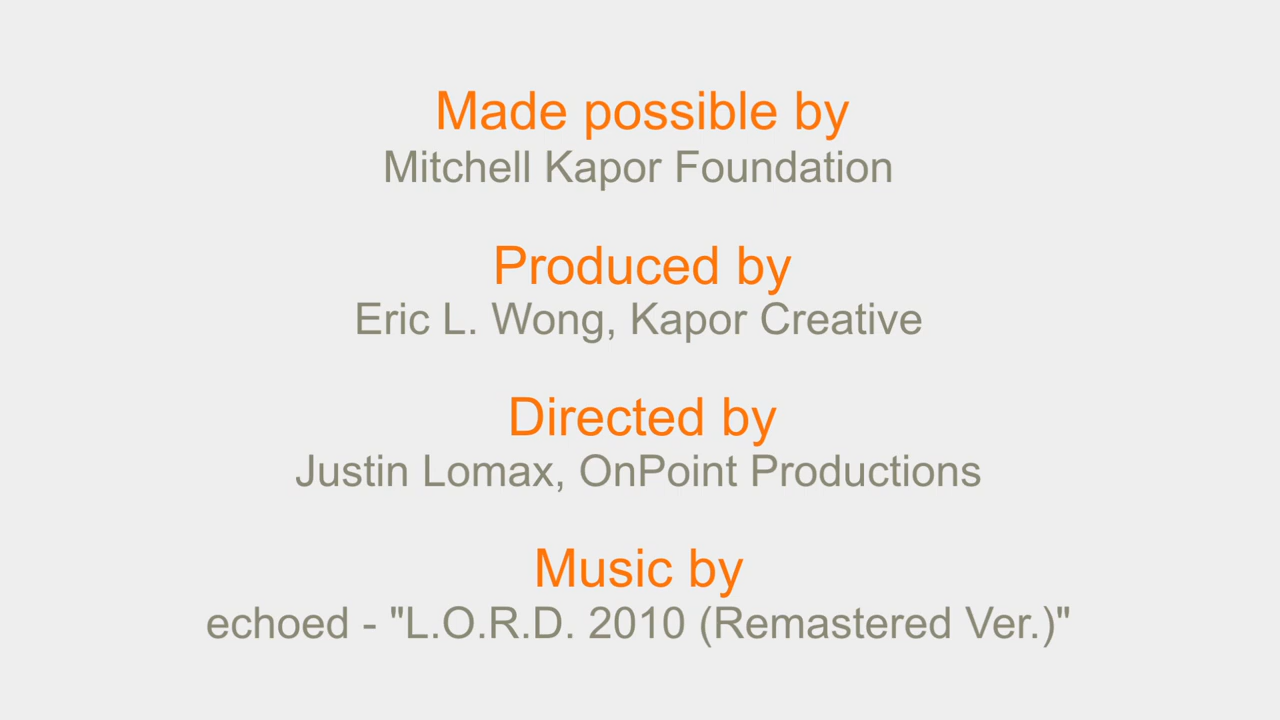 Made possible by
Mitchell Kapor Foundation
Produced by
Eric L. Wong, Kapor Creative
Directed by
Justin Lomax, OnPoint Productions
Music by
echoed - "L.O.R.D. 2010 (Remastered Ver.)"